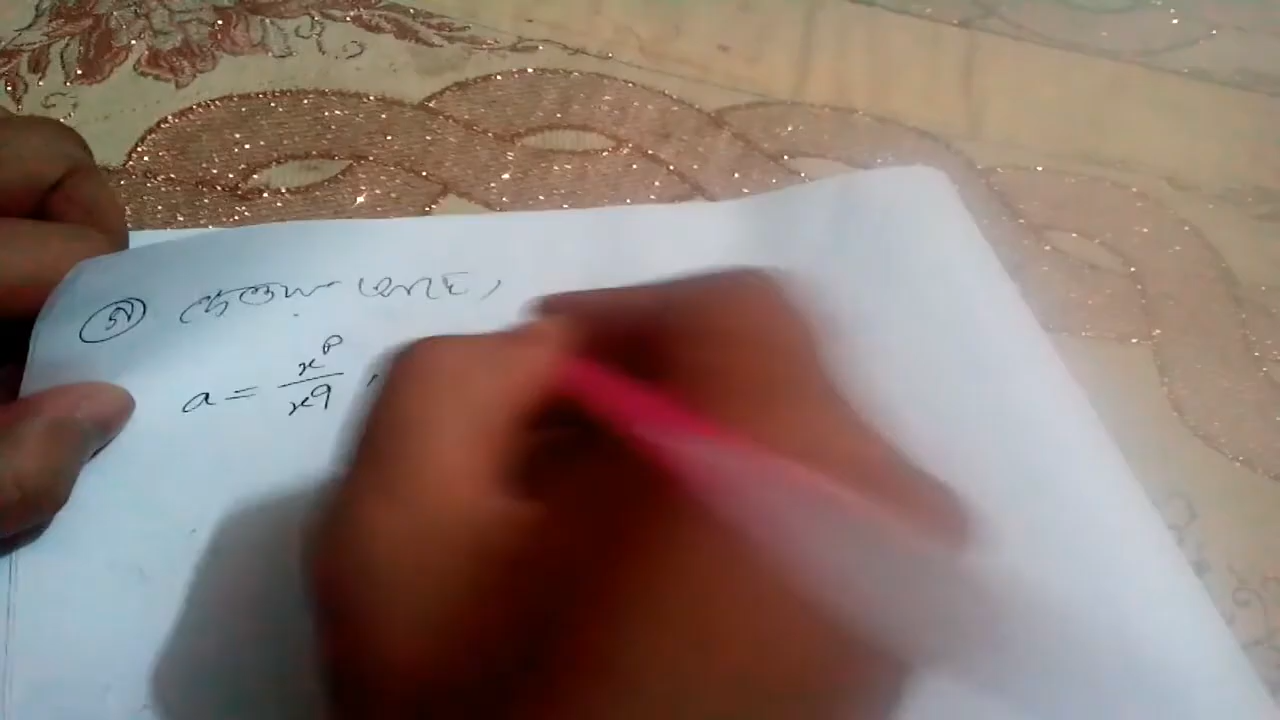 গ দেওয়া আছে,
a = x^p / x^q ,